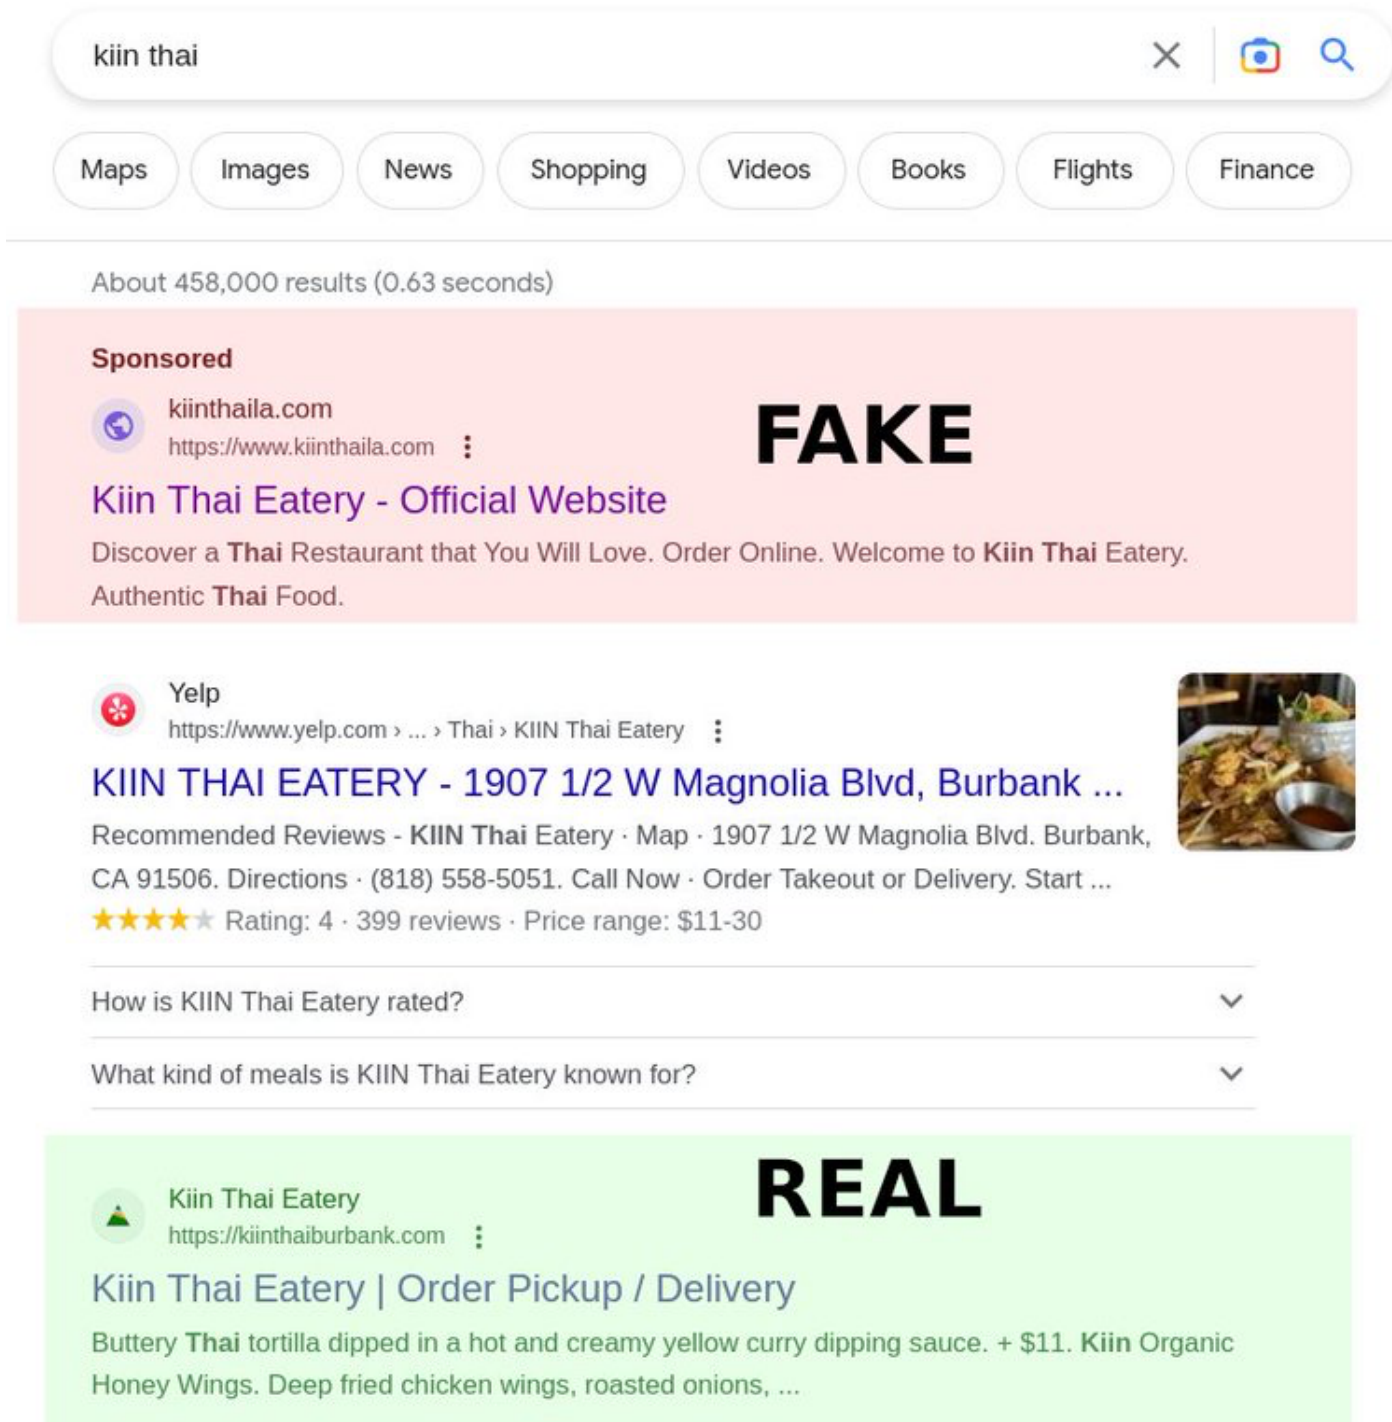 kiin thai
Maps Images News Shopping Videos Books Flights Finance
About 458,000 results (0.63 seconds)
Sponsored
kiinthaila.com
https://www.kiinthaila.com
FAKE
Kiin Thai Eatery - Official Website
Discover a Thai Restaurant that You Will Love. Order Online. Welcome to Kiin Thai Eatery.
Authentic Thai Food.
Yelp
https://www.yelp.com › ... › Thai › KIIN Thai Eatery
KIIN THAI EATERY - 1907 1/2 W Magnolia Blvd, Burbank ...
Recommended Reviews - KIIN Thai Eatery · Map · 1907 1/2 W Magnolia Blvd. Burbank,
CA 91506. Directions · (818) 558-5051. Call Now · Order Takeout or Delivery. Start ...
Rating: 4 · 399 reviews · Price range: $11-30
How is KIIN Thai Eatery rated?
What kind of meals is KIIN Thai Eatery known for?
REAL
Kiin Thai Eatery
https://kiinthaiburbank.com
Kiin Thai Eatery | Order Pickup / Delivery
Buttery Thai tortilla dipped in a hot and creamy yellow curry dipping sauce. + $11. Kiin Organic
Honey Wings. Deep fried chicken wings, roasted onions, ...